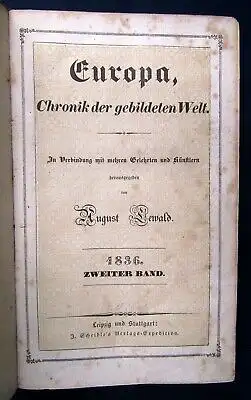 Europa,
Chronik der gebildeten Welt.
In Verbindung mit mehren Gelehrten und Künstlern
herausgegeben
von
August Lewald.
1836.
ZWEITER BAND.
Leipzig und Stuttgart:
J. Scheible's Verlags-Expedition.